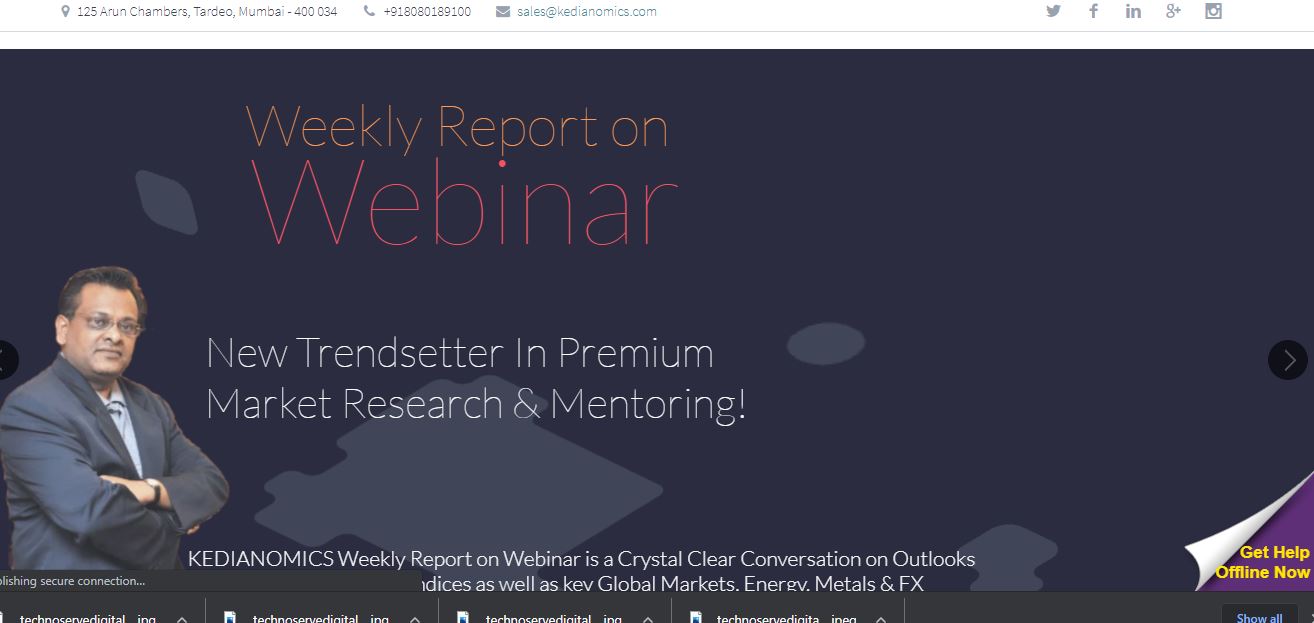 125 Arun Chambers, Tardeo, Mumbai - 400 034 +918080189100 sales@kedianomics.com
Weekly Report on
Webinar
New Trendsetter In Premium
Market Research & Mentoring!
KEDIANOMICS Weekly Report on Webinar is a Crystal Clear Conversation on Outlooks
ndices as well as key Global Markets, Energy, Metals & FX
Get Help
Offline Now
blishing secure connection...
technoservedigital....jpg technoservedigital....jpg technoservedigital....jpg technoservedigita....jpeg Show all